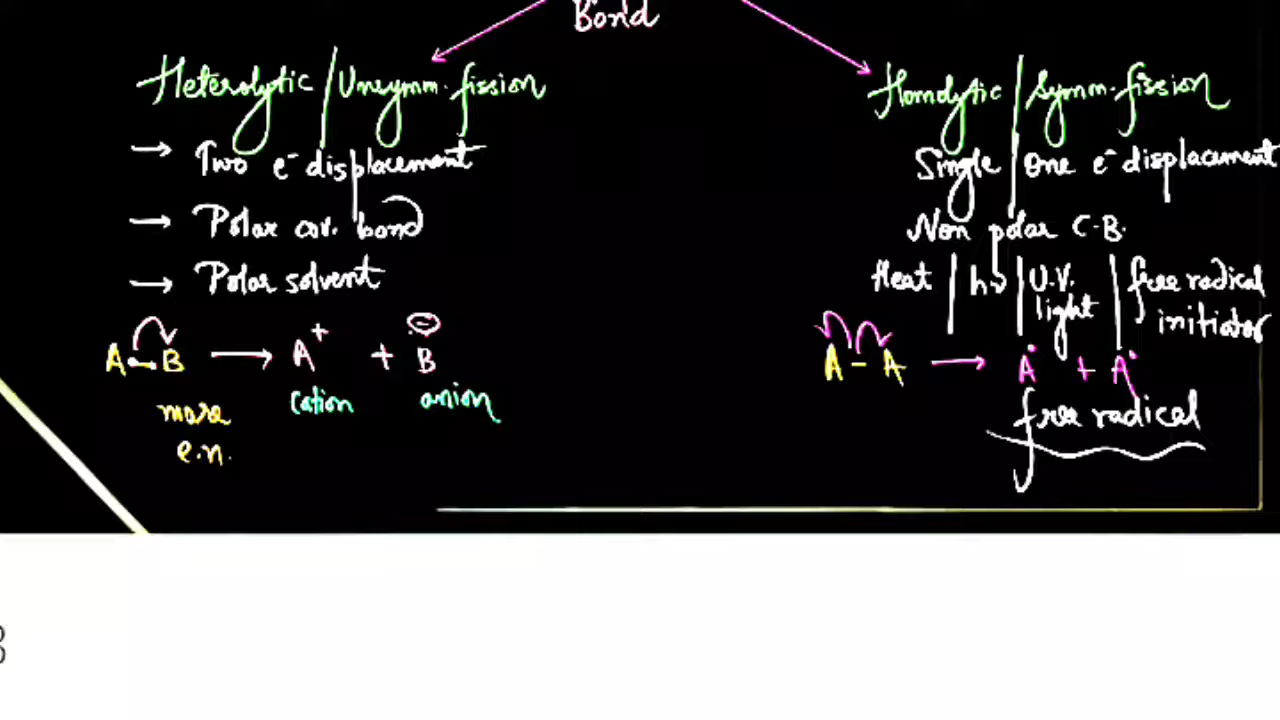 Bond
Heterolytic / Unsymm. fission
→ Two e⁻ displacement
→ Polar cov. bond
→ Polar solvent
A–B → A⁺ + B⊖
cation anion
more
e.n.
Homolytic / Symm. fission
Single / One e⁻ displacement
Non polar C.B.
Heat | hν | U.V. light | free radical initiator
A – A → A• + A•
free radical